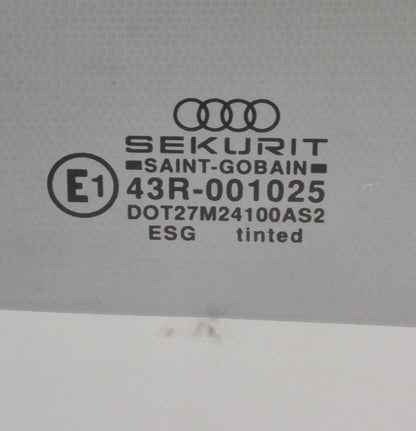 SEKURIT
SAINT-GOBAIN
E1 43R-001025
DOT27M24100AS2
ESG tinted